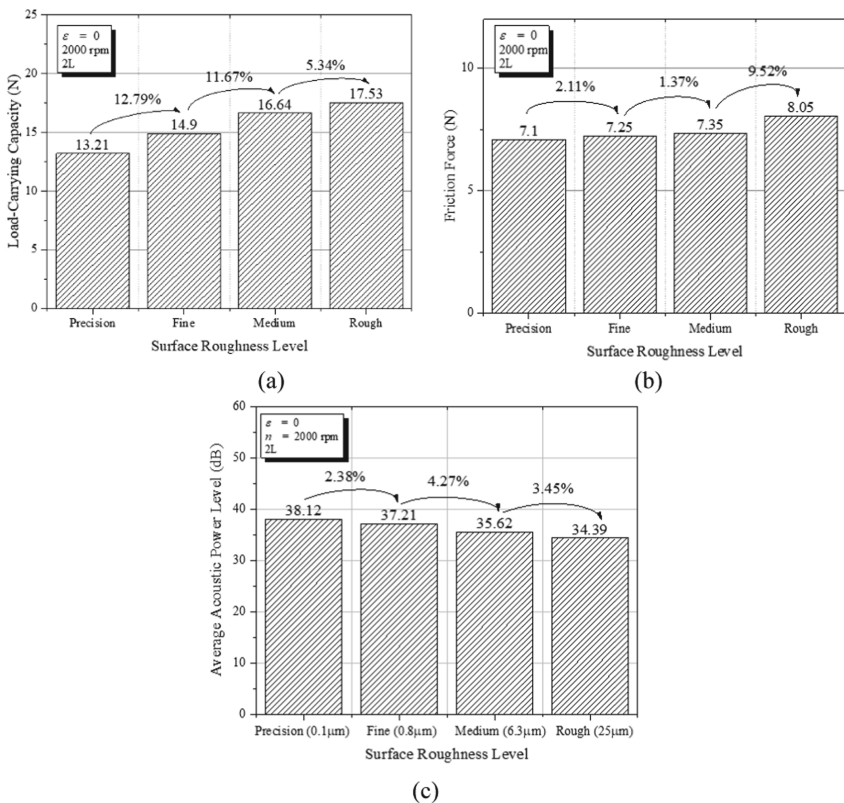 (a)
Load-Carrying Capacity (N)
25
20
15
10
5
0
ε = 0
2000 rpm
2L
12.79%
11.67%
5.34%
13.21
14.9
16.64
17.53
Precision
Fine
Medium
Rough
Surface Roughness Level
(b)
Friction Force (N)
10
5
0
ε = 0
2000 rpm
2L
2.11%
1.37%
9.52%
7.1
7.25
7.35
8.05
Precision
Fine
Medium
Rough
Surface Roughness Level
Average Acoustic Power Level (dB)
60
50
40
30
20
10
0
ε = 0
n = 2000 rpm
2L
2.38%
4.27%
3.45%
38.12
37.21
35.62
34.39
Precision (0.1μm)
Fine (0.8μm)
Medium (6.3μm)
Rough (25μm)
Surface Roughness Level
(c)